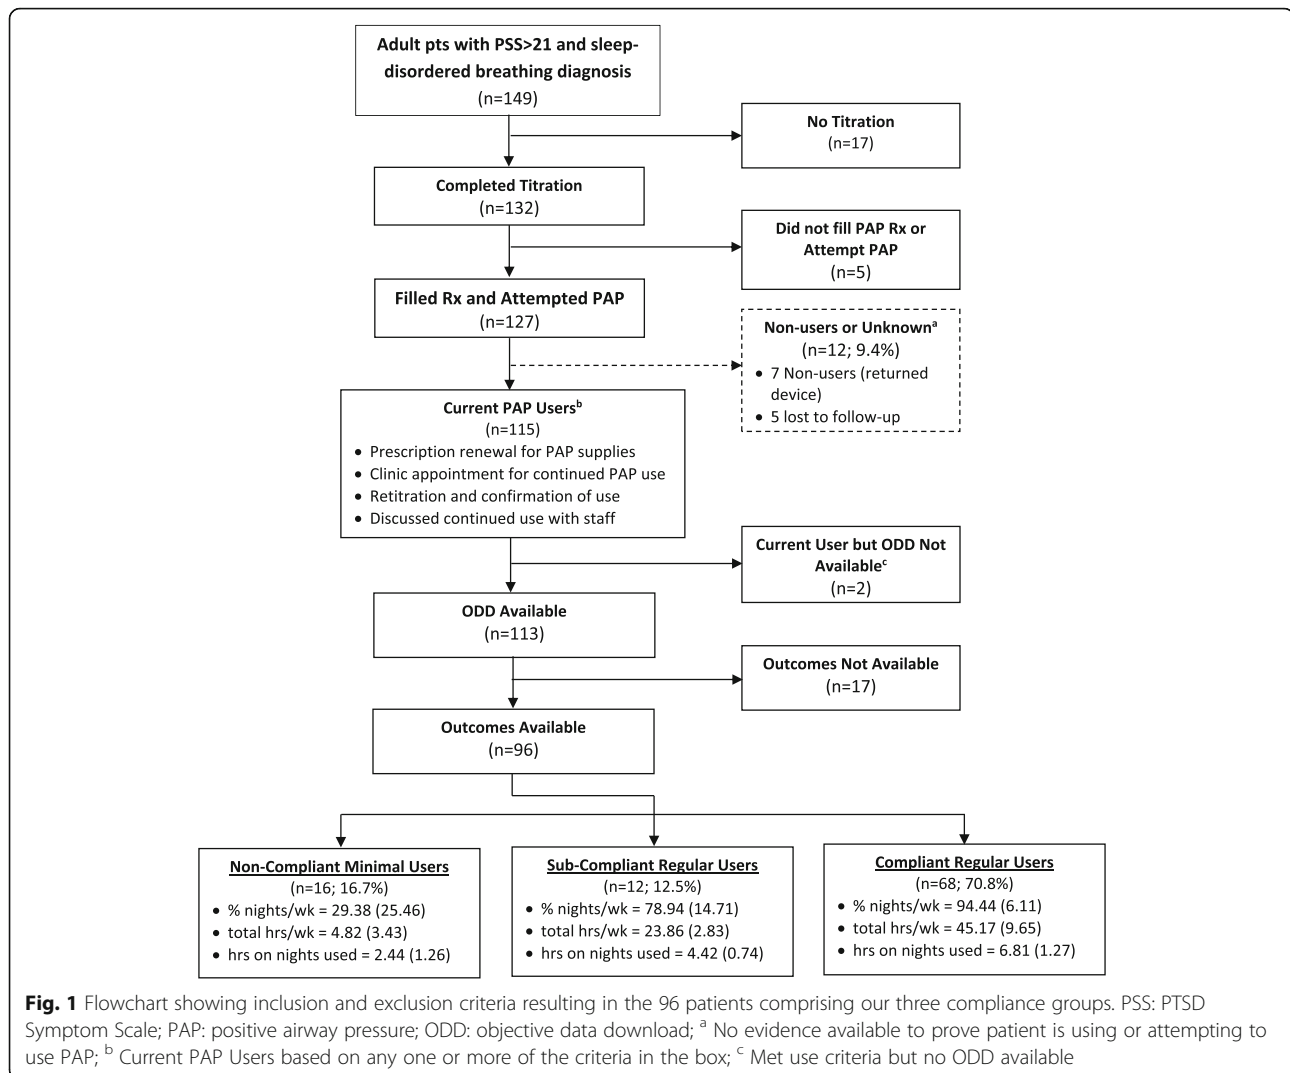 Adult pts with PSS>21 and sleep-
disordered breathing diagnosis
(n=149)
No Titration
(n=17)
Completed Titration
(n=132)
Did not fill PAP Rx or
Attempt PAP
(n=5)
Filled Rx and Attempted PAP
(n=127)
Non-users or Unknownᵃ
(n=12; 9.4%)
• 7 Non-users (returned
device)
• 5 lost to follow-up
Current PAP Usersᵇ
(n=115)
• Prescription renewal for PAP supplies
• Clinic appointment for continued PAP use
• Retitration and confirmation of use
• Discussed continued use with staff
Current User but ODD Not
Availableᶜ
(n=2)
ODD Available
(n=113)
Outcomes Not Available
(n=17)
Outcomes Available
(n=96)
Non-Compliant Minimal Users
(n=16; 16.7%)
• % nights/wk = 29.38 (25.46)
• total hrs/wk = 4.82 (3.43)
• hrs on nights used = 2.44 (1.26)
Sub-Compliant Regular Users
(n=12; 12.5%)
• % nights/wk = 78.94 (14.71)
• total hrs/wk = 23.86 (2.83)
• hrs on nights used = 4.42 (0.74)
Compliant Regular Users
(n=68; 70.8%)
• % nights/wk = 94.44 (6.11)
• total hrs/wk = 45.17 (9.65)
• hrs on nights used = 6.81 (1.27)
Fig. 1 Flowchart showing inclusion and exclusion criteria resulting in the 96 patients comprising our three compliance groups. PSS: PTSD
Symptom Scale; PAP: positive airway pressure; ODD: objective data download; ᵃ No evidence available to prove patient is using or attempting to
use PAP; ᵇ Current PAP Users based on any one or more of the criteria in the box; ᶜ Met use criteria but no ODD available